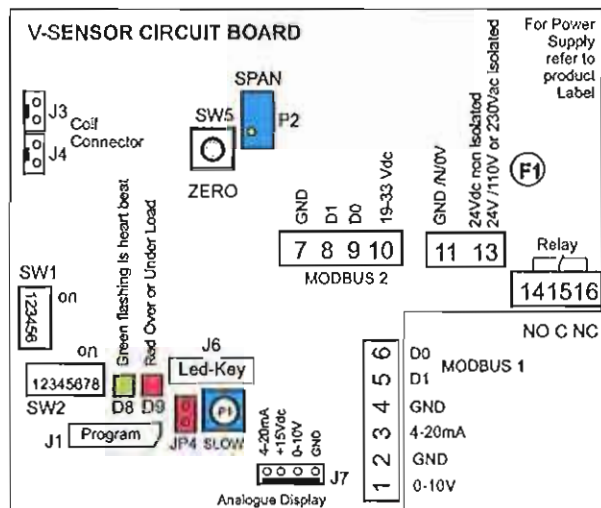 V-SENSOR CIRCUIT BOARD
For Power
Supply
refer to
product
Label
SPAN
J3
Coil
Connector
J4
SW5
P2
ZERO
GND
D1
D0
19-33 Vdc
GND /N/0V
24Vdc non Isolated
24V /110V or 230Vac isolated
F1
7 8 9 10
MODBUS 2
11 13
Relay
141516
NO C NC
SW1
on
123456
on
12345678
SW2
Green flashing is heart beat
Red Over or Under Load
D8
D9
J6
Led-Key
J1
Program
JP4
P1
SLOW
4-20mA
+15Vdc
0-10V
GND
J7
Analogue Display
6 D0
MODBUS 1
5 D1
4 GND
3 4-20mA
2 GND
1 0-10V